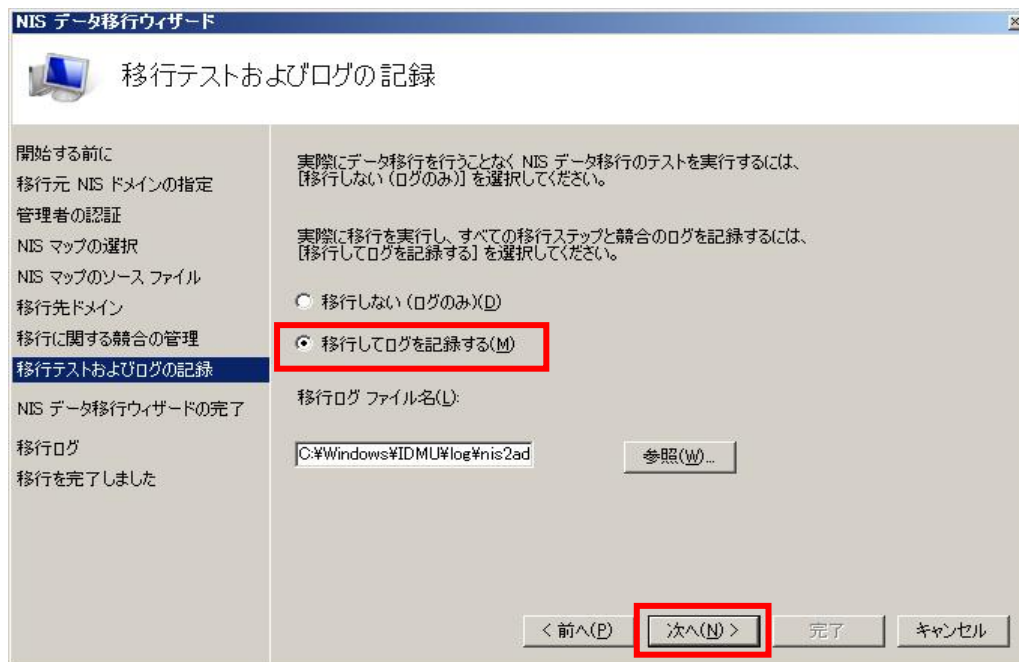 NIS データ移行ウィザード
移行テストおよびログの記録
開始する前に
移行元 NIS ドメインの指定
管理者の認証
NIS マップの選択
NIS マップのソース ファイル
移行先ドメイン
移行に関する競合の管理
移行テストおよびログの記録
NIS データ移行ウィザードの完了
移行ログ
移行を完了しました
実際にデータ移行を行うことなく NIS データ移行のテストを実行するには、
[移行しない (ログのみ)] を選択してください。
実際に移行を実行し、すべての移行ステップと競合のログを記録するには、
[移行してログを記録する] を選択してください。
移行しない (ログのみ)(D)
移行してログを記録する(M)
移行ログ ファイル名(L):
C:¥Windows¥IDMU¥log¥nis2ad
参照(W)...
< 前へ(P)
次へ(N) >
完了
キャンセル